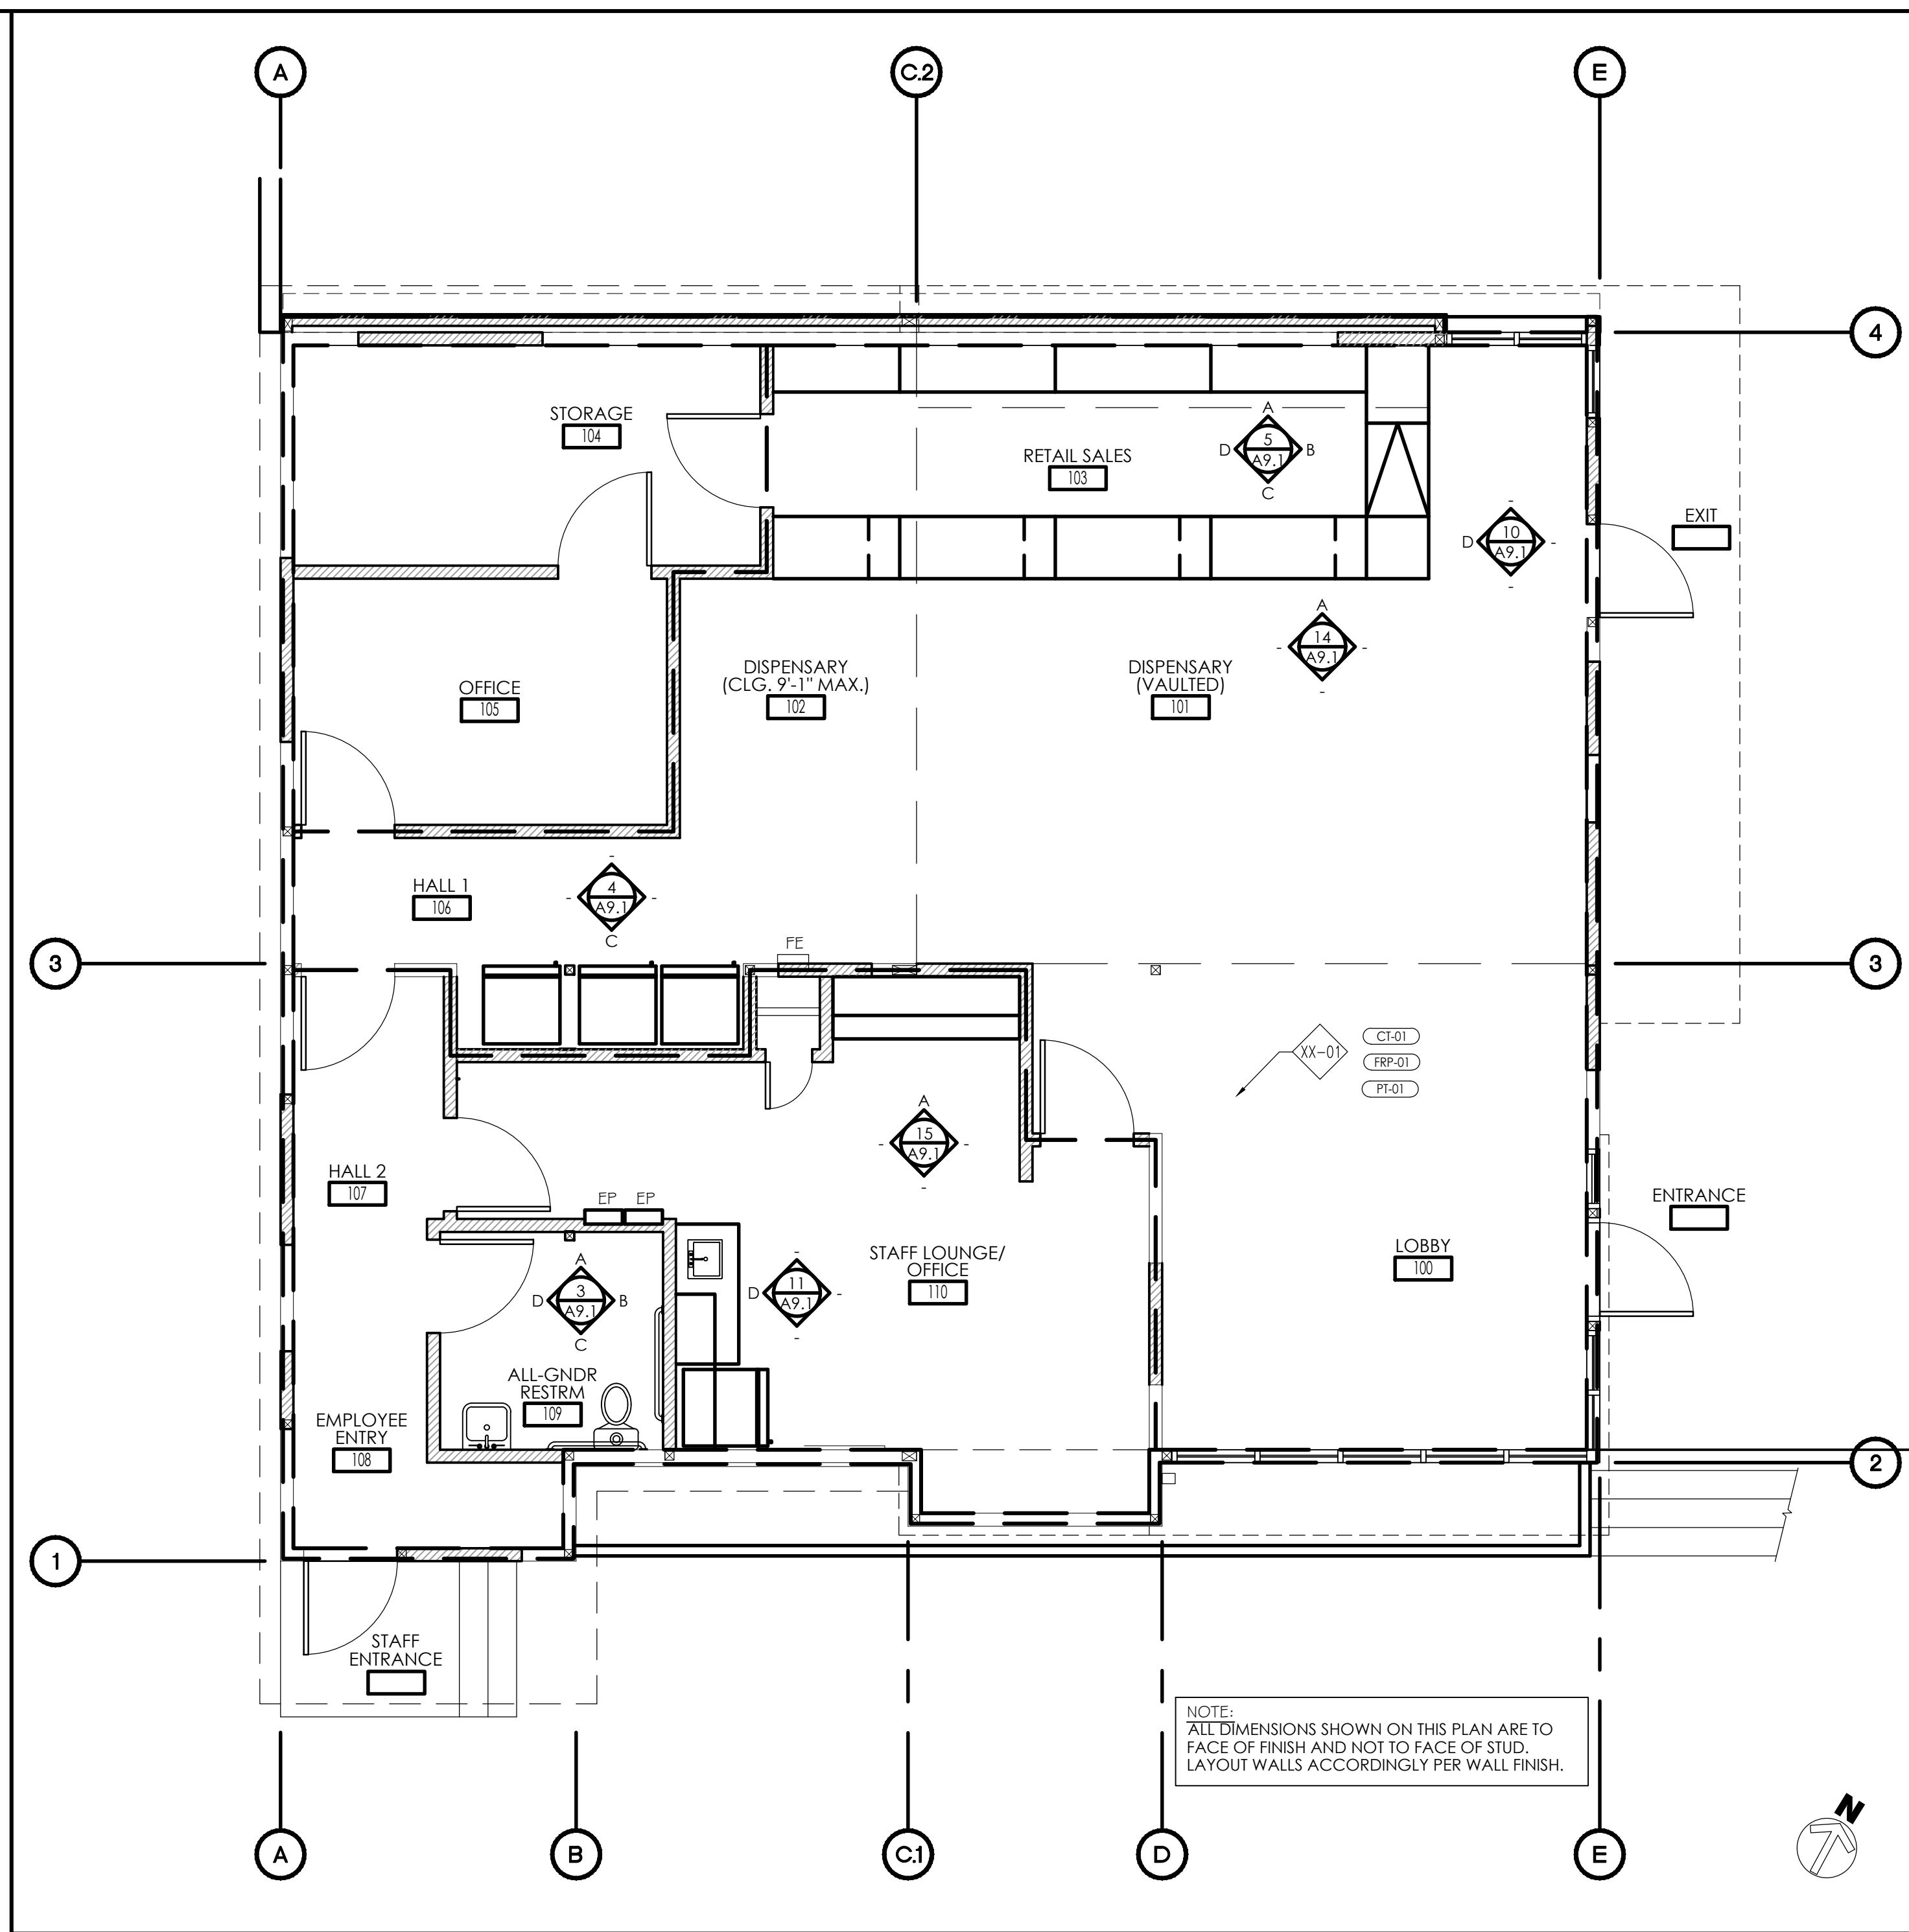 A
C.2
E
4
STORAGE
104
RETAIL SALES
103
A
D
5
B
A9.1
C
-
D
10
-
A9.1
-
EXIT
A
-
14
-
A9.1
-
DISPENSARY
(CLG. 9'-1" MAX.)
102
DISPENSARY
(VAULTED)
101
OFFICE
105
HALL 1
106
-
-
4
-
A9.1
C
FE
3
3
XX-01
CT-01
FRP-01
PT-01
A
-
15
-
A9.1
-
HALL 2
107
EP
EP
ENTRANCE
STAFF LOUNGE/
OFFICE
110
LOBBY
100
A
D
3
B
A9.1
C
-
D
11
-
A9.1
-
ALL-GNDR
RESTRM
109
EMPLOYEE
ENTRY
108
2
1
STAFF
ENTRANCE
NOTE:
ALL DIMENSIONS SHOWN ON THIS PLAN ARE TO
FACE OF FINISH AND NOT TO FACE OF STUD.
LAYOUT WALLS ACCORDINGLY PER WALL FINISH.
N
A
B
C.1
D
E